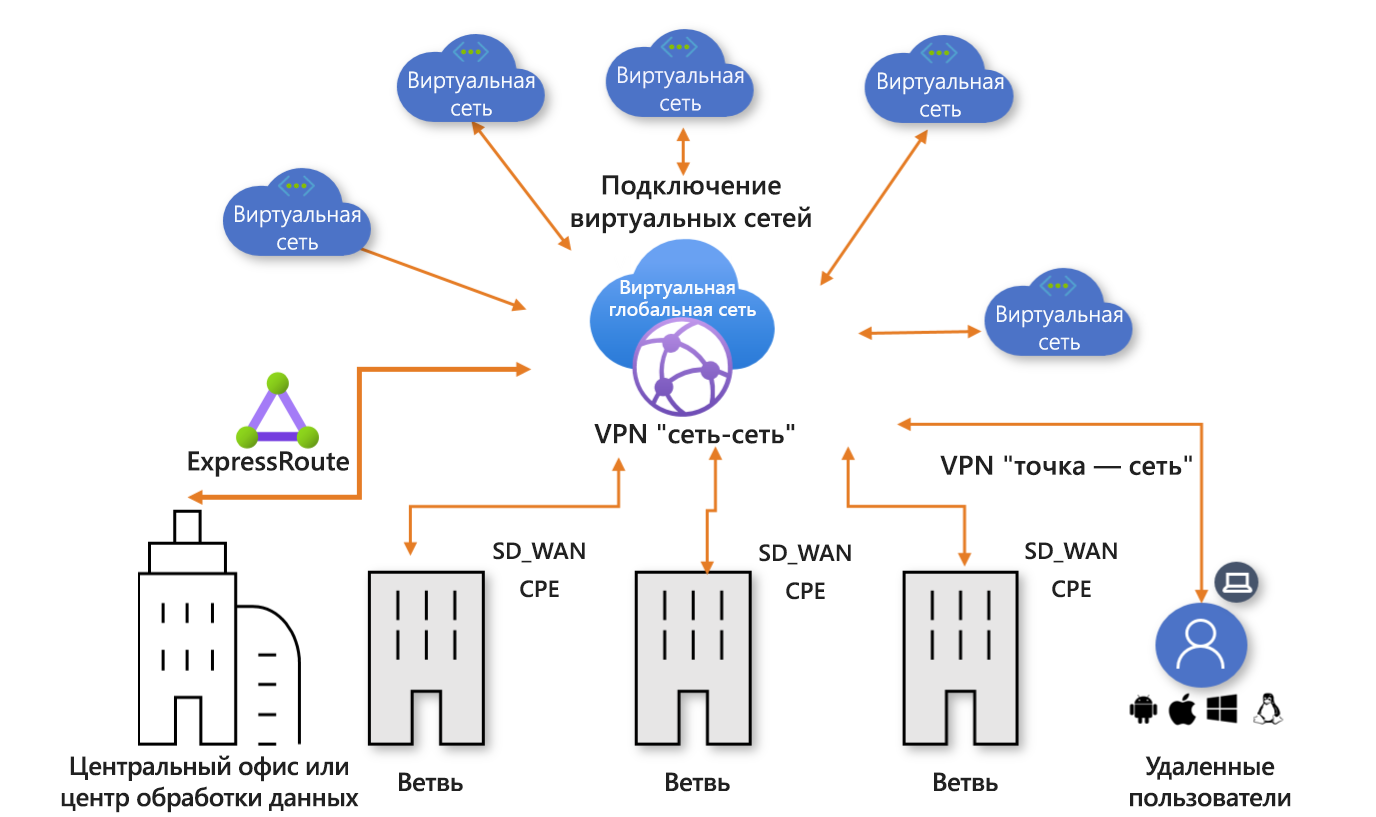 Виртуальная
сеть
Виртуальная
сеть
Виртуальная
сеть
Виртуальная
сеть
Подключение
виртуальных сетей
Виртуальная
глобальная сеть
Виртуальная
сеть
VPN "сеть-сеть"
ExpressRoute
VPN "точка — сеть"
SD_WAN
CPE
SD_WAN
CPE
SD_WAN
CPE
Центральный офис или
центр обработки данных
Ветвь
Ветвь
Ветвь
Удаленные
пользователи